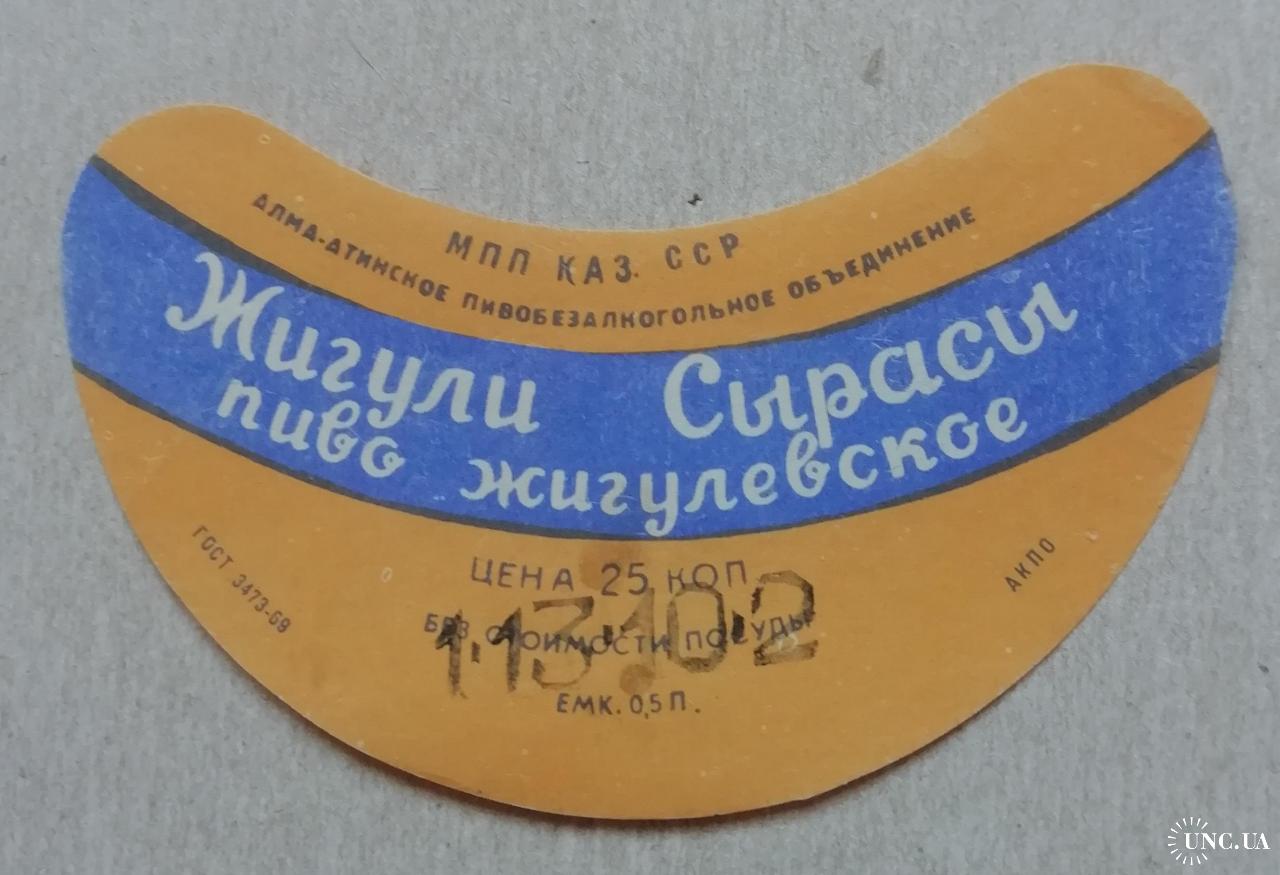 МПП КАЗ. ССР
АЛМА-АТИНСКОЕ ПИВОБЕЗАЛКОГОЛЬНОЕ ОБЪЕДИНЕНИЕ
Жигули Сырасы
пиво жигулевское
ГОСТ 3473-69
АКПО
ЦЕНА 25 КОП.
БЕЗ СТОИМОСТИ ПОСУДЫ
1·13·10·2
ЕМК. 0,5 Л.
UNC.UA